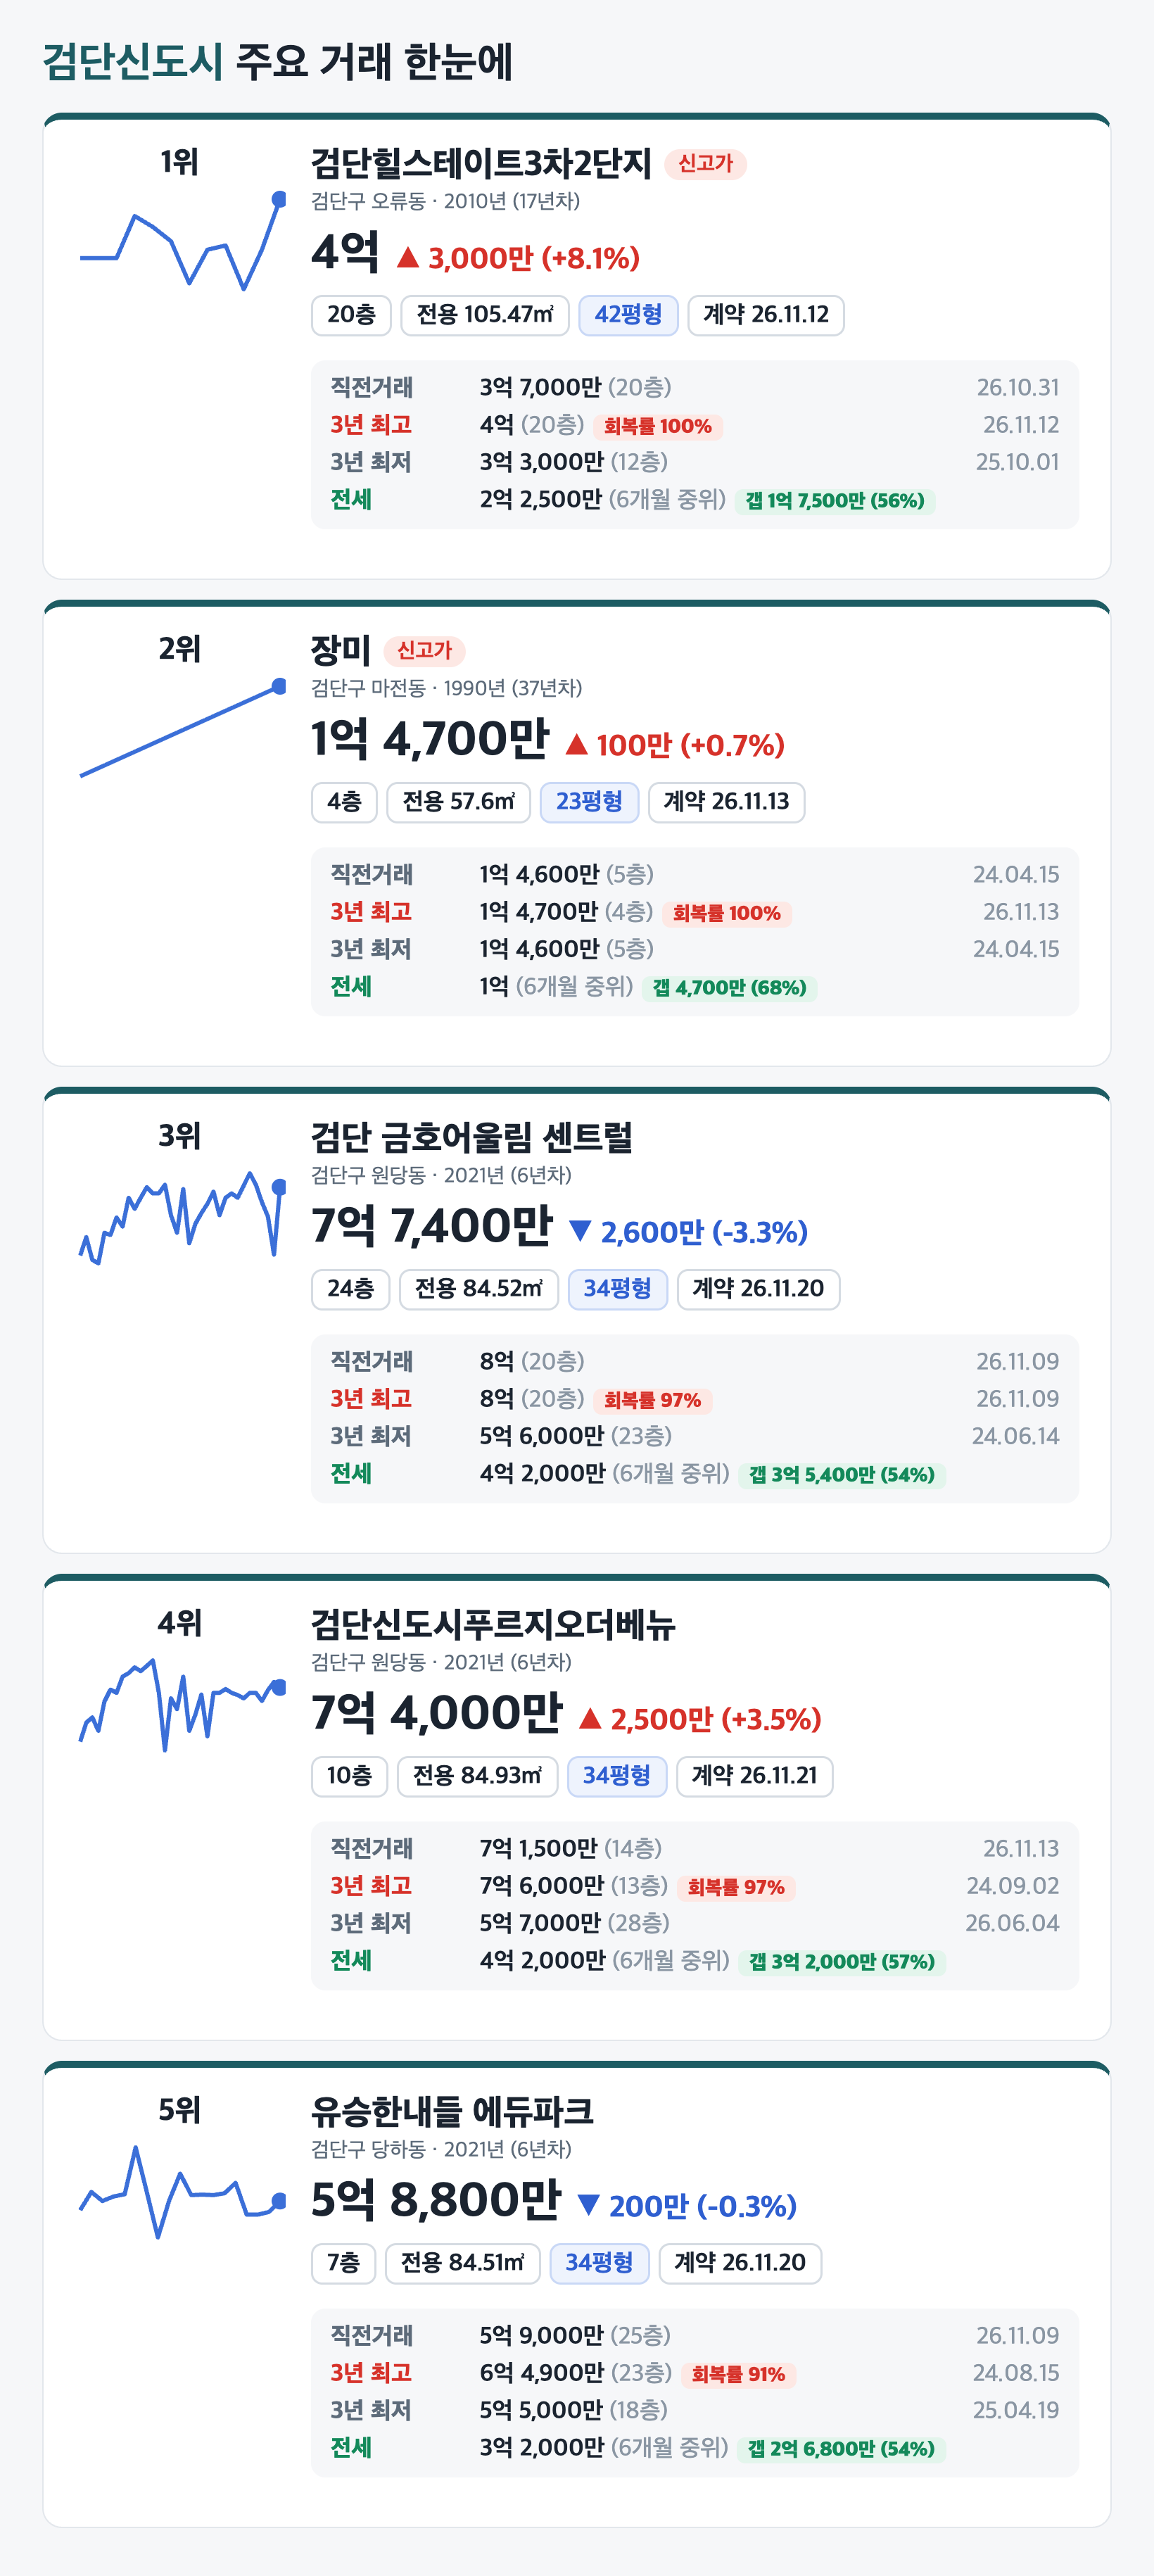 검단신도시 주요 거래 한눈에
1위
검단힐스테이트3차2단지 신고가
검단구 오류동 · 2010년 (17년차)
4억 ▲ 3,000만 (+8.1%)
20층 전용 105.47㎡ 42평형 계약 26.11.12
직전거래 3억 7,000만 (20층) 26.10.31
3년 최고 4억 (20층) 회복률 100% 26.11.12
3년 최저 3억 3,000만 (12층) 25.10.01
전세 2억 2,500만 (6개월 중위) 갭 1억 7,500만 (56%)
2위
장미 신고가
검단구 마전동 · 1990년 (37년차)
1억 4,700만 ▲ 100만 (+0.7%)
4층 전용 57.6㎡ 23평형 계약 26.11.13
직전거래 1억 4,600만 (5층) 24.04.15
3년 최고 1억 4,700만 (4층) 회복률 100% 26.11.13
3년 최저 1억 4,600만 (5층) 24.04.15
전세 1억 (6개월 중위) 갭 4,700만 (68%)
3위
검단 금호어울림 센트럴
검단구 원당동 · 2021년 (6년차)
7억 7,400만 ▼ 2,600만 (-3.3%)
24층 전용 84.52㎡ 34평형 계약 26.11.20
직전거래 8억 (20층) 26.11.09
3년 최고 8억 (20층) 회복률 97% 26.11.09
3년 최저 5억 6,000만 (23층) 24.06.14
전세 4억 2,000만 (6개월 중위) 갭 3억 5,400만 (54%)
4위
검단신도시푸르지오더베뉴
검단구 원당동 · 2021년 (6년차)
7억 4,000만 ▲ 2,500만 (+3.5%)
10층 전용 84.93㎡ 34평형 계약 26.11.21
직전거래 7억 1,500만 (14층) 26.11.13
3년 최고 7억 6,000만 (13층) 회복률 97% 24.09.02
3년 최저 5억 7,000만 (28층) 26.06.04
전세 4억 2,000만 (6개월 중위) 갭 3억 2,000만 (57%)
5위
유승한내들 에듀파크
검단구 당하동 · 2021년 (6년차)
5억 8,800만 ▼ 200만 (-0.3%)
7층 전용 84.51㎡ 34평형 계약 26.11.20
직전거래 5억 9,000만 (25층) 26.11.09
3년 최고 6억 4,900만 (23층) 회복률 91% 24.08.15
3년 최저 5억 5,000만 (18층) 25.04.19
전세 3억 2,000만 (6개월 중위) 갭 2억 6,800만 (54%)